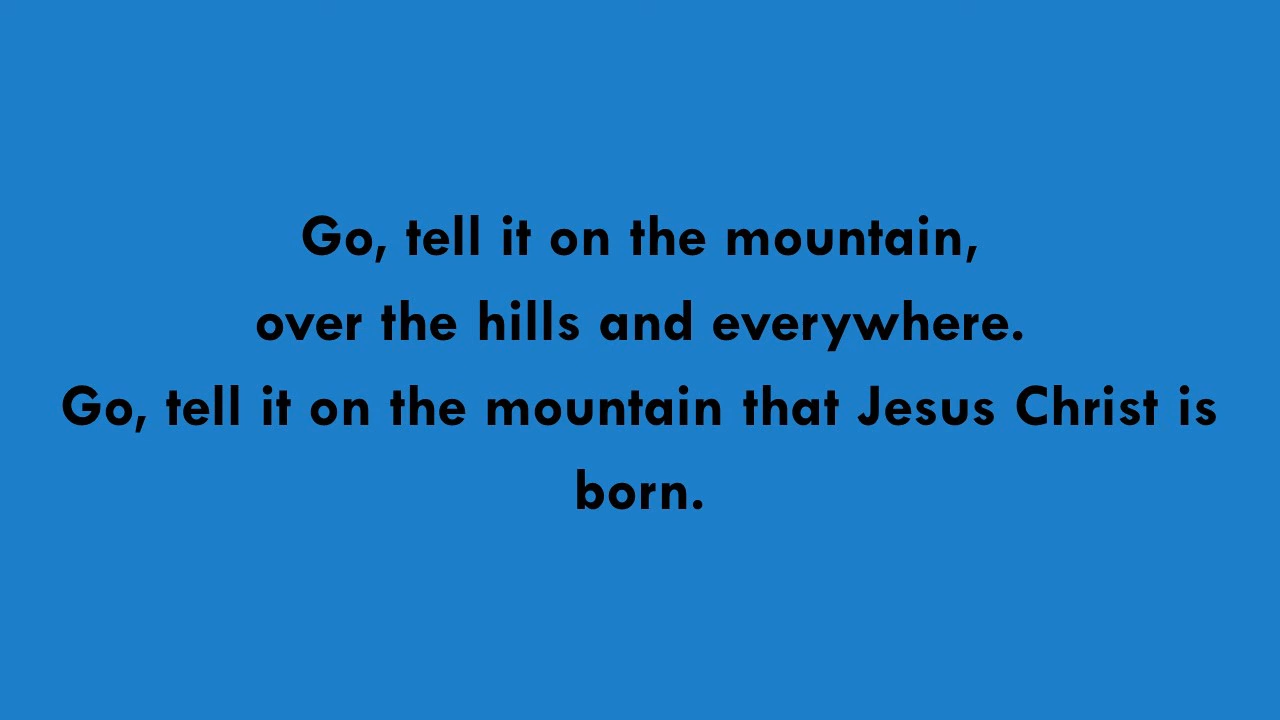 Go, tell it on the mountain,
over the hills and everywhere.
Go, tell it on the mountain that Jesus Christ is
born.